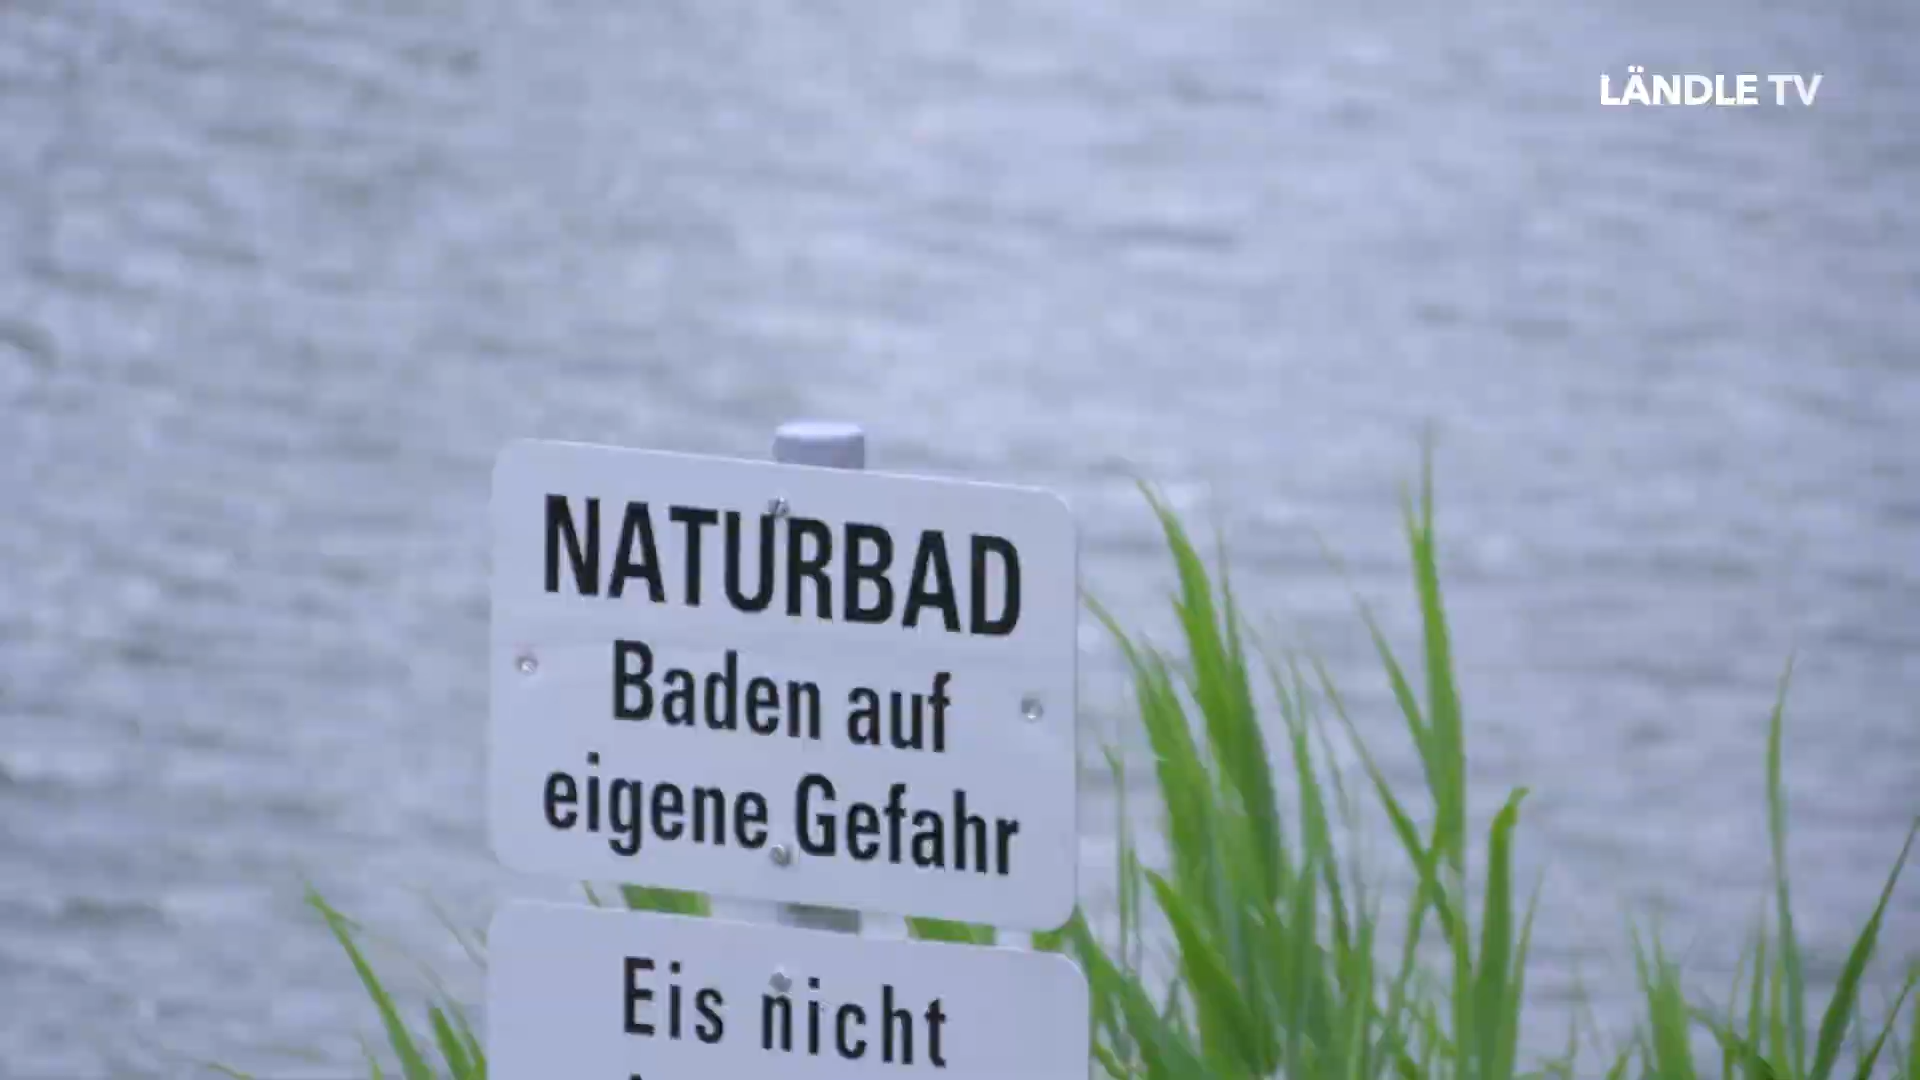 LÄNDLE TV
NATURBAD
Baden auf
eigene Gefahr
Eis nicht